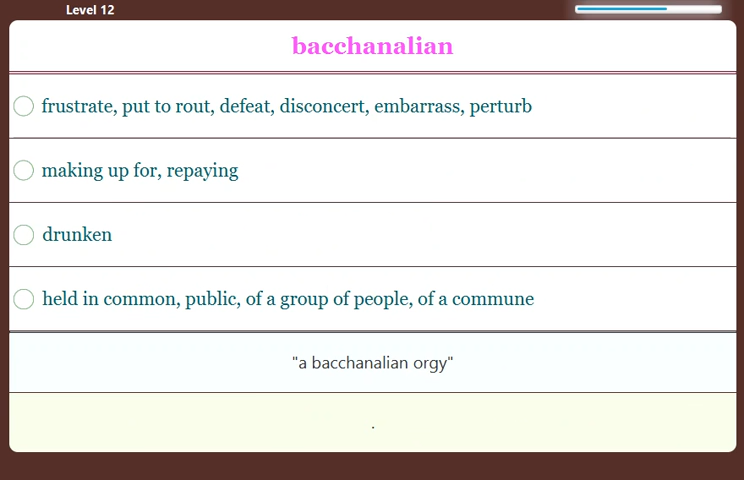 Level 12
bacchanalian
frustrate, put to rout, defeat, disconcert, embarrass, perturb
making up for, repaying
drunken
held in common, public, of a group of people, of a commune
"a bacchanalian orgy"
.